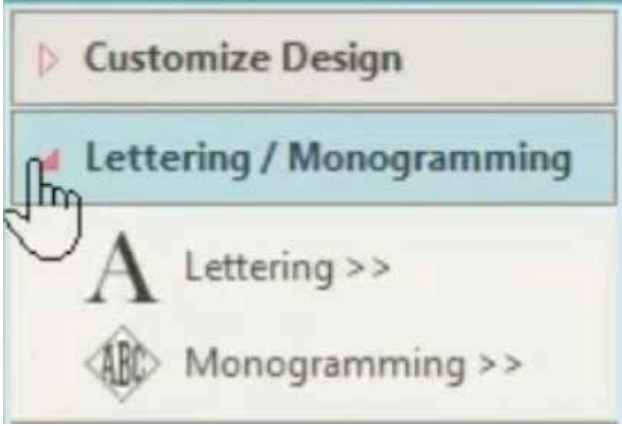 Customize Design
Lettering / Monogramming
A Lettering >>
ABC Monogramming >>